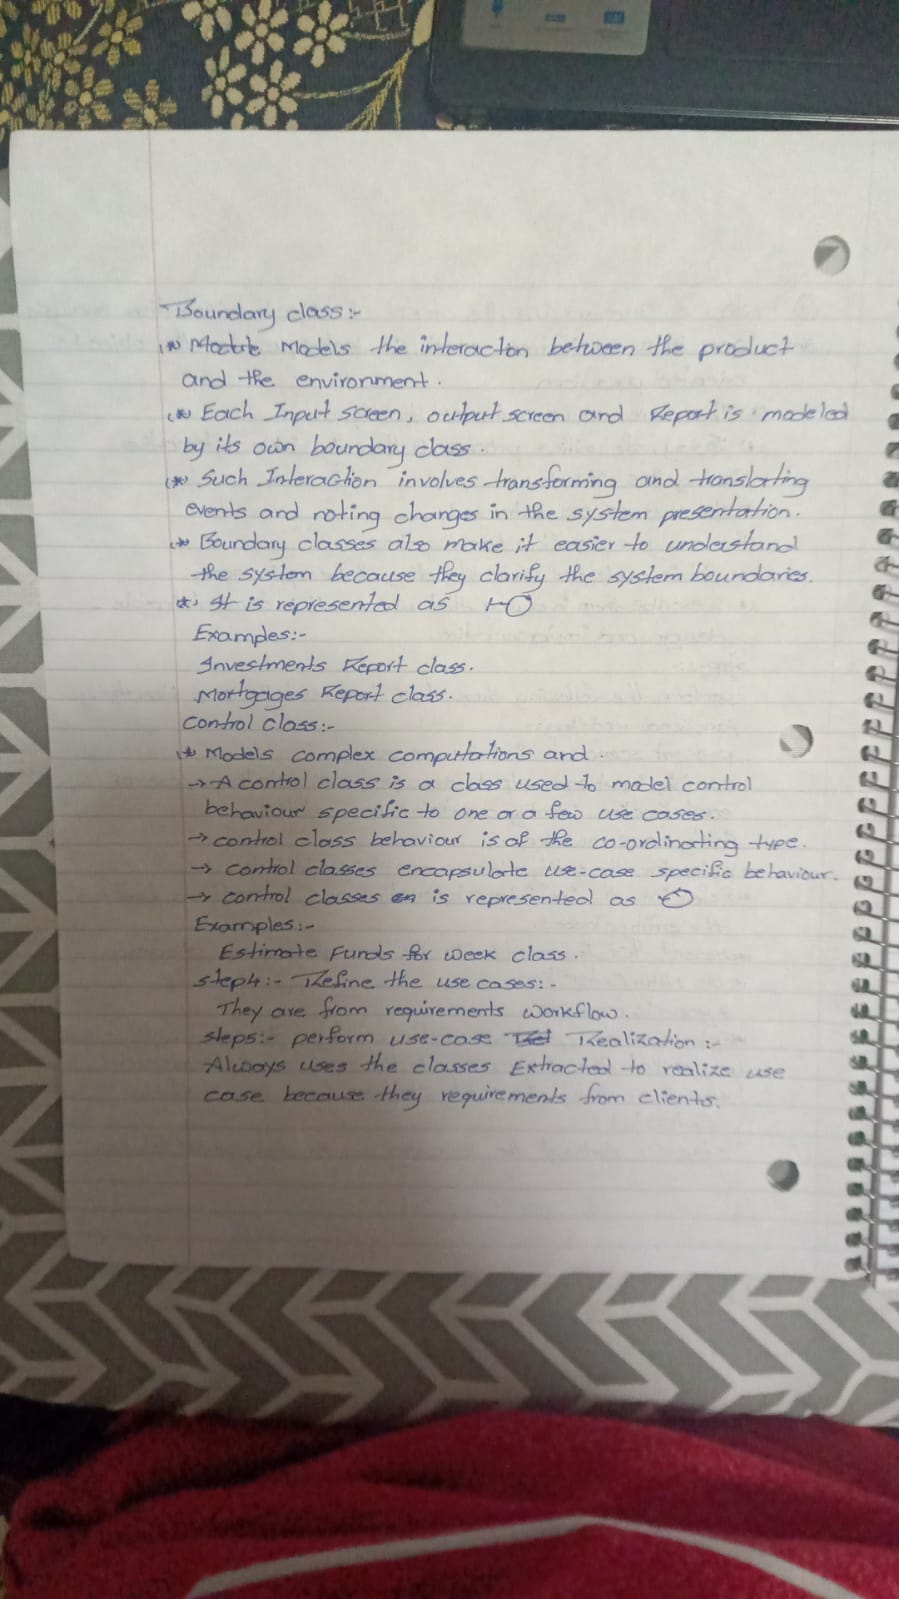 Boundary class :-
* Models the interaction between the product
and the environment.
* Each Input screen, output screen and Report is modeled
by its own boundary class.
* Such Interaction involves transforming and translating
events and noting changes in the system presentation.
* Boundary classes also make it easier to understand
the system because they clarify the system boundaries.
* It is represented as
Examples:-
Investments Report class.
Mortgages Report class.
Control Class:-
* Models complex computations and.
→ A control class is a class used to model control
behaviour specific to one or a few use cases.
→ control class behaviour is of the co-ordinating type.
→ control classes encapsulate use-case specific behaviour.
→ control classes is represented as
Examples:-
Estimate Funds for week class.
step4:- Refine the use cases:-
They are from requirements workflow.
step5:- perform use-case Realization :-
Always uses the classes Extracted to realize use
case because they requirements from clients.